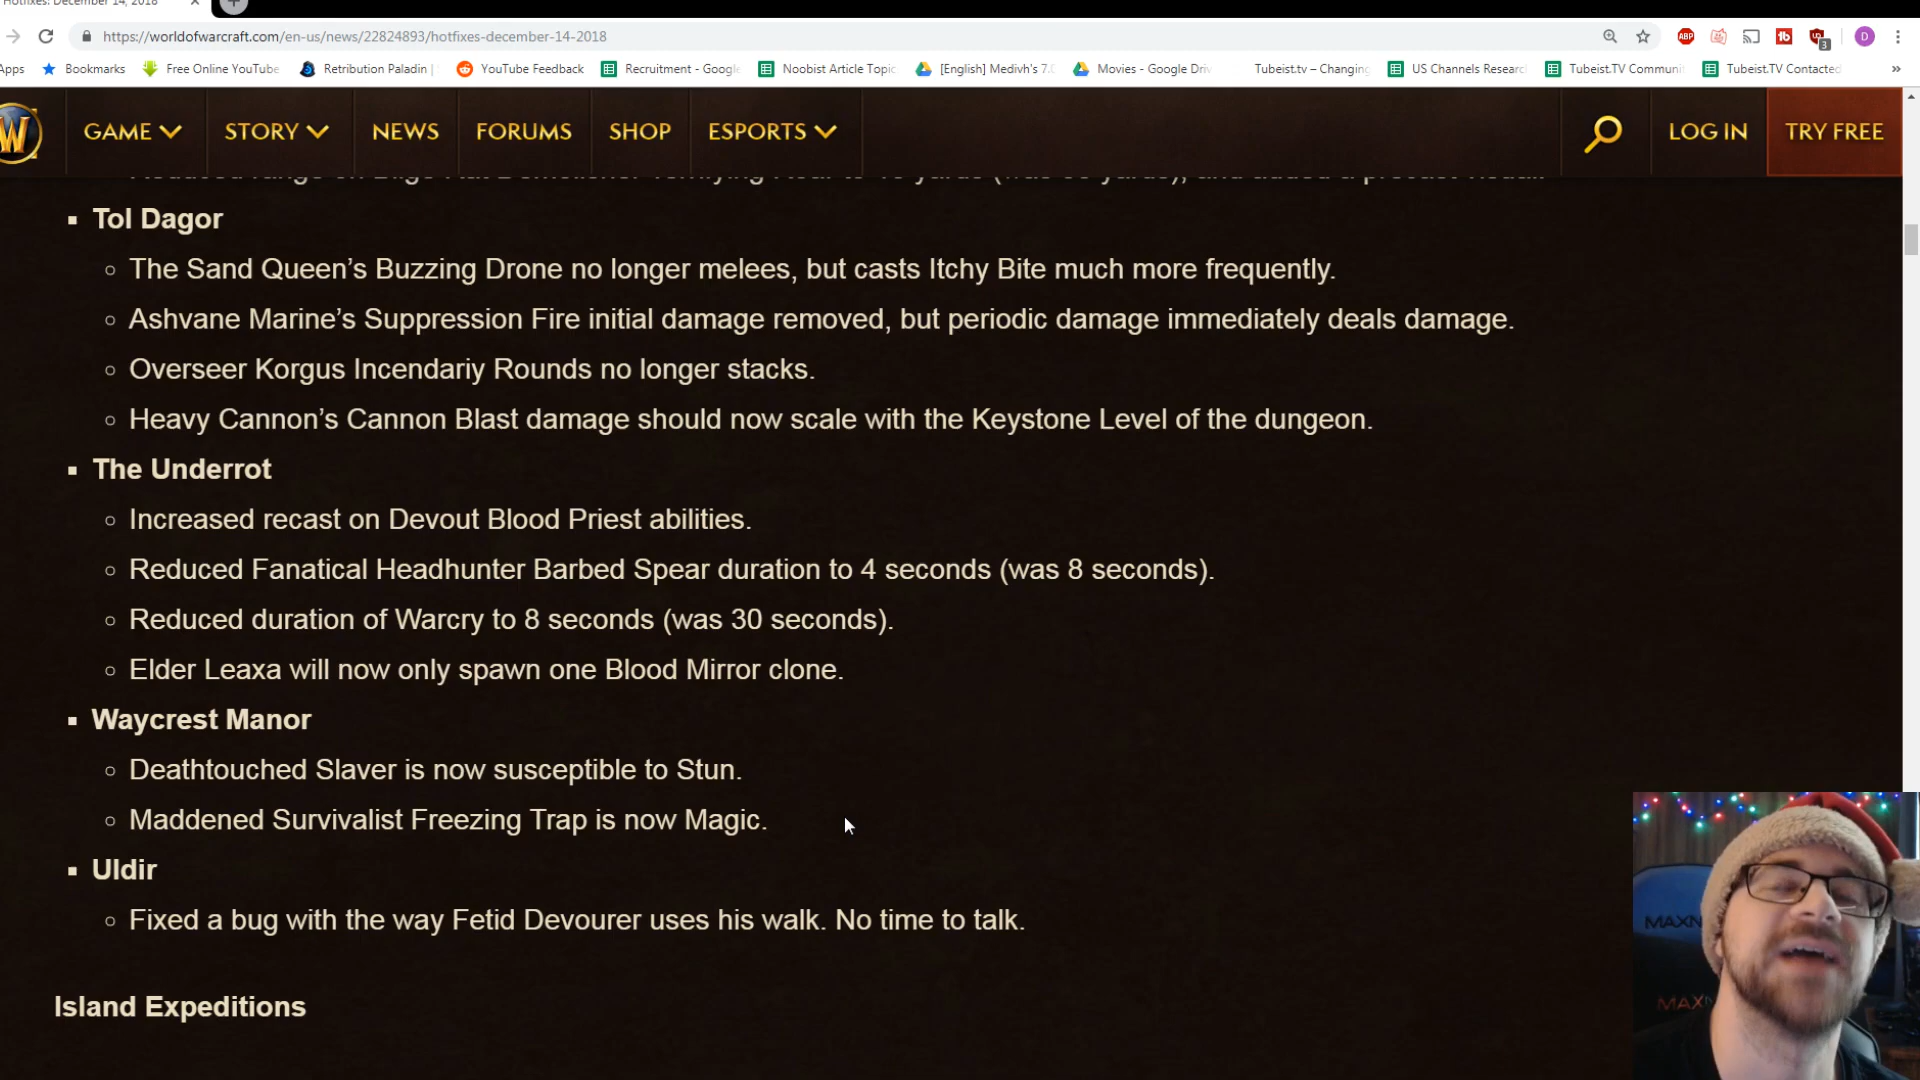 Hotfixes: December 14, 2018
https://worldofwarcraft.com/en-us/news/22824893/hotfixes-december-14-2018
ABP
3
D
Apps Bookmarks Free Online YouTube Retribution Paladin | YouTube Feedback Recruitment - Google Noobist Article Topic [English] Medivh's 7. Movies - Google Driv Tubeist.tv – Changing US Channels Researc Tubeist.TV Communi Tubeist.TV Contacted »
W GAME STORY NEWS FORUMS SHOP ESPORTS LOG IN TRY FREE
Tol Dagor
The Sand Queen’s Buzzing Drone no longer melees, but casts Itchy Bite much more frequently.
Ashvane Marine’s Suppression Fire initial damage removed, but periodic damage immediately deals damage.
Overseer Korgus Incendariy Rounds no longer stacks.
Heavy Cannon’s Cannon Blast damage should now scale with the Keystone Level of the dungeon.
The Underrot
Increased recast on Devout Blood Priest abilities.
Reduced Fanatical Headhunter Barbed Spear duration to 4 seconds (was 8 seconds).
Reduced duration of Warcry to 8 seconds (was 30 seconds).
Elder Leaxa will now only spawn one Blood Mirror clone.
Waycrest Manor
Deathtouched Slaver is now susceptible to Stun.
Maddened Survivalist Freezing Trap is now Magic.
Uldir
Fixed a bug with the way Fetid Devourer uses his walk. No time to talk.
Island Expeditions
MAXN
MAXN